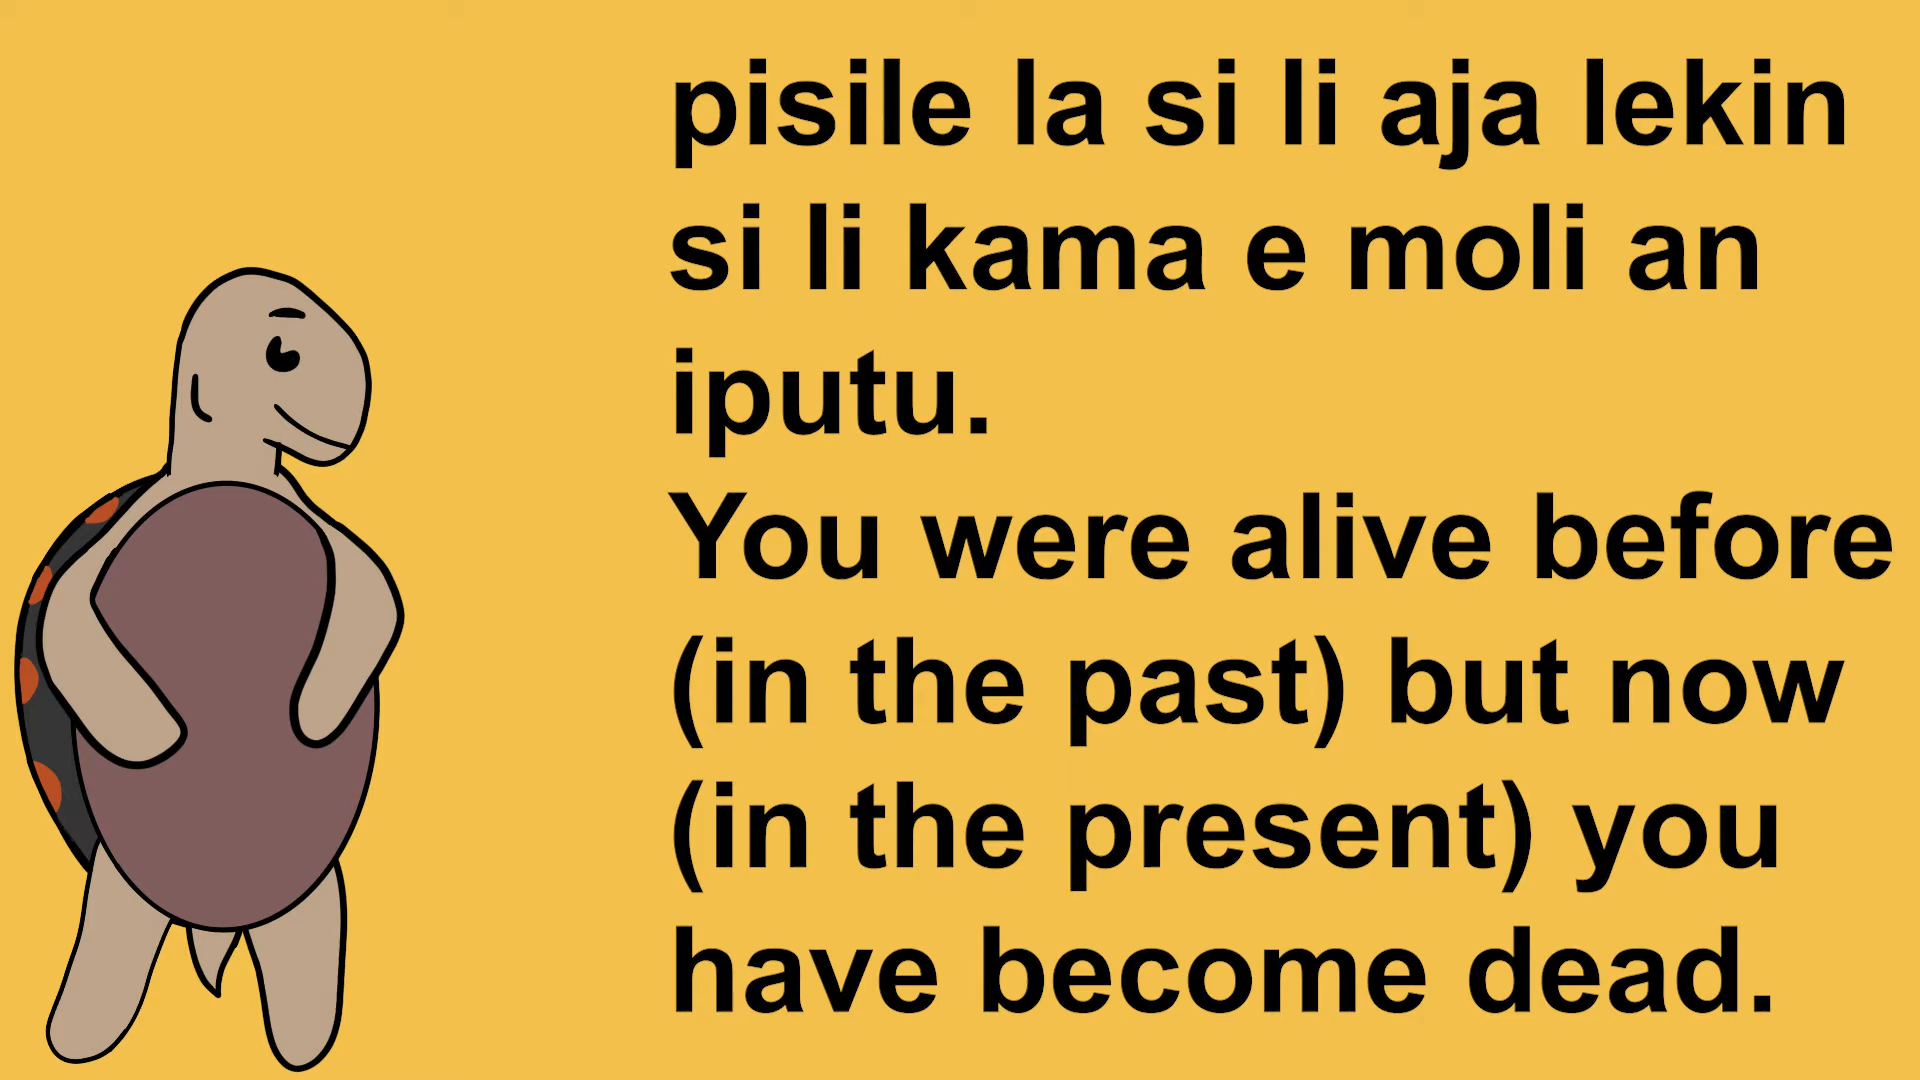 pisile la si li aja lekin
si li kama e moli an
iputu.
You were alive before
(in the past) but now
(in the present) you
have become dead.